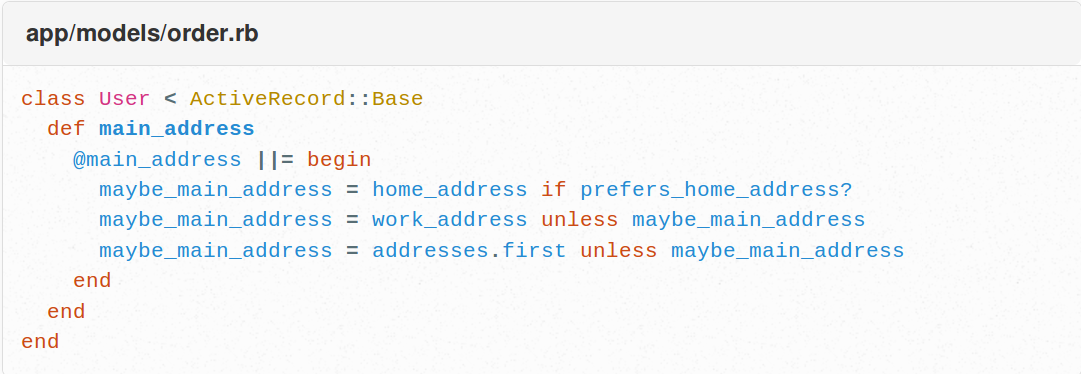 app/models/order.rb
class User < ActiveRecord::Base
  def main_address
    @main_address ||= begin
      maybe_main_address = home_address if prefers_home_address?
      maybe_main_address = work_address unless maybe_main_address
      maybe_main_address = addresses.first unless maybe_main_address
    end
  end
end